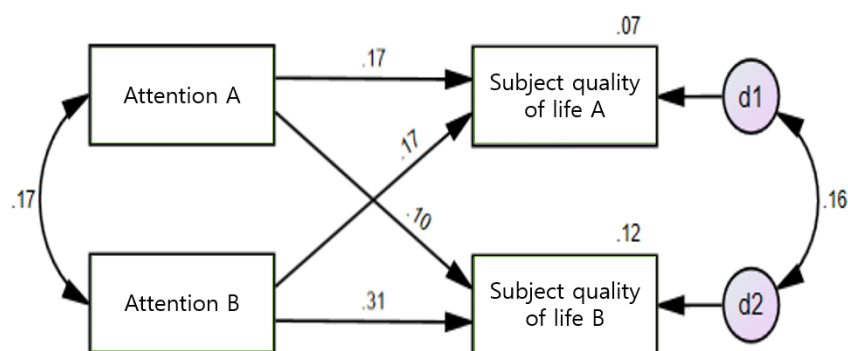 .07
.17
Attention A
Subject quality
of life A
d1
.17
.17
.10
.16
.12
Attention B
.31
Subject quality
of life B
d2